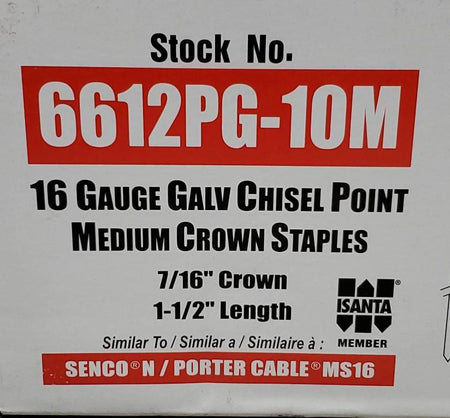 Stock No.
6612PG-10M
16 GAUGE GALV CHISEL POINT
MEDIUM CROWN STAPLES
7/16" Crown
1-1/2" Length
ISANTA®
MEMBER
Similar To / Similar a / Similaire à :
SENCO® N / PORTER CABLE® MS16